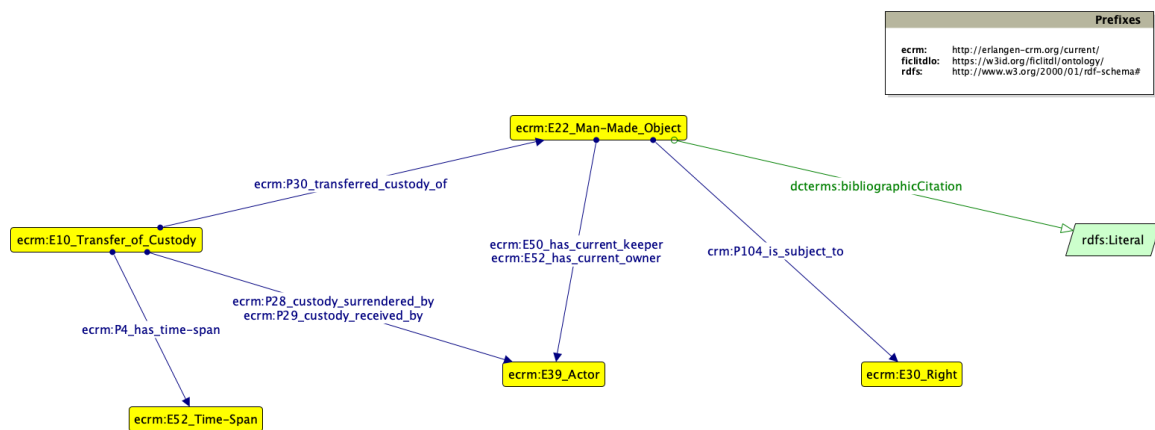 Prefixes
ecrm: http://erlangen-crm.org/current/
ficlitdlo: https://w3id.org/ficlitdl/ontology/
rdfs: http://www.w3.org/2000/01/rdf-schema#
ecrm:E22_Man-Made_Object
ecrm:P30_transferred_custody_of
dcterms:bibliographicCitation
ecrm:E10_Transfer_of_Custody
ecrm:E50_has_current_keeper
ecrm:E52_has_current_owner
crm:P104_is_subject_to
rdfs:Literal
ecrm:P28_custody_surrendered_by
ecrm:P29_custody_received_by
ecrm:P4_has_time-span
ecrm:E39_Actor
ecrm:E30_Right
ecrm:E52_Time-Span